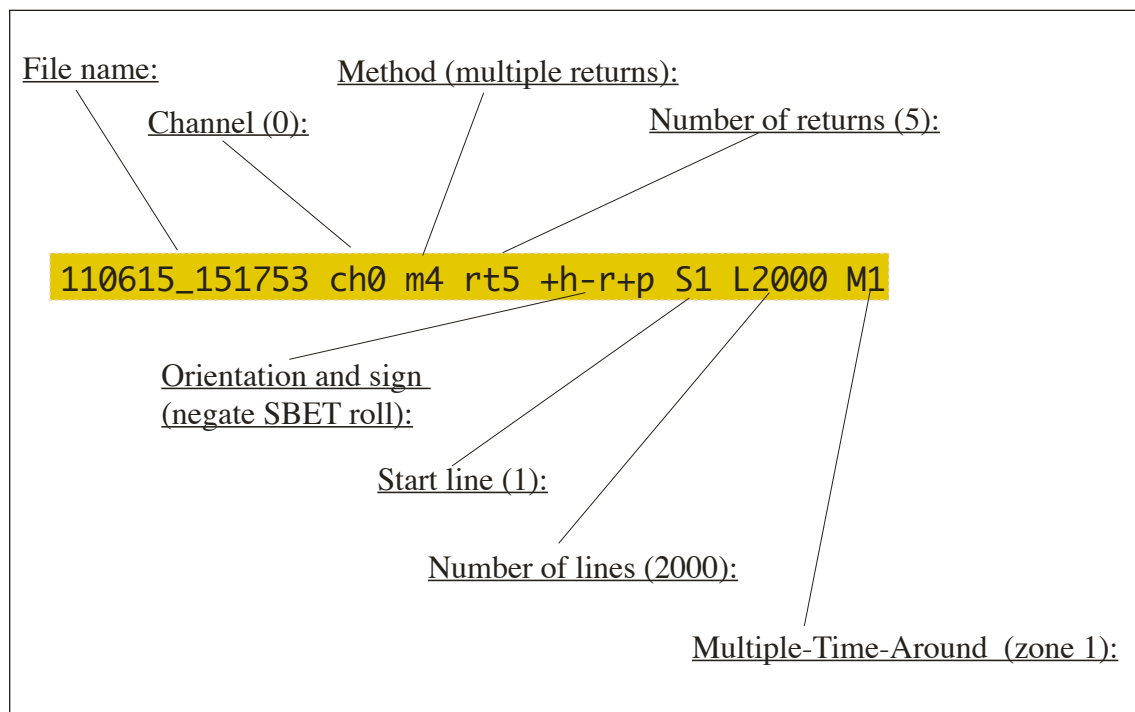 File name:
Method (multiple returns):
Channel (0):
Number of returns (5):
110615_151753 ch0 m4 rt5 +h-r+p S1 L2000 M1
Orientation and sign
(negate SBET roll):
Start line (1):
Number of lines (2000):
Multiple-Time-Around (zone 1):